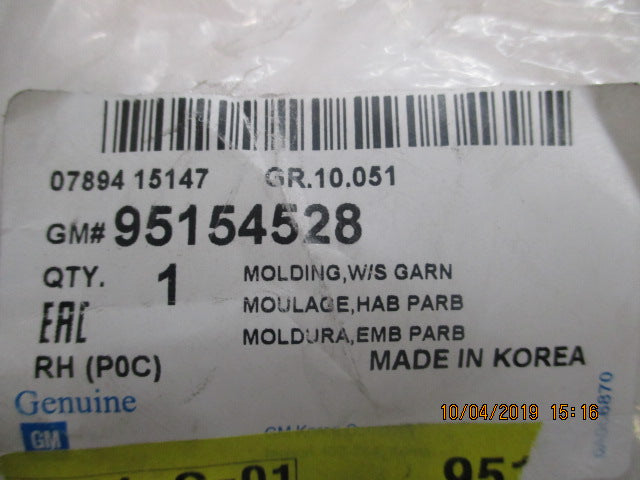 07894 15147 GR.10.051
GM# 95154528
QTY. 1 MOLDING,W/S GARN
MOULAGE,HAB PARB
EAC MOLDURA,EMB PARB
RH (P0C) MADE IN KOREA
Genuine
GM
10/04/2019 15:16
951